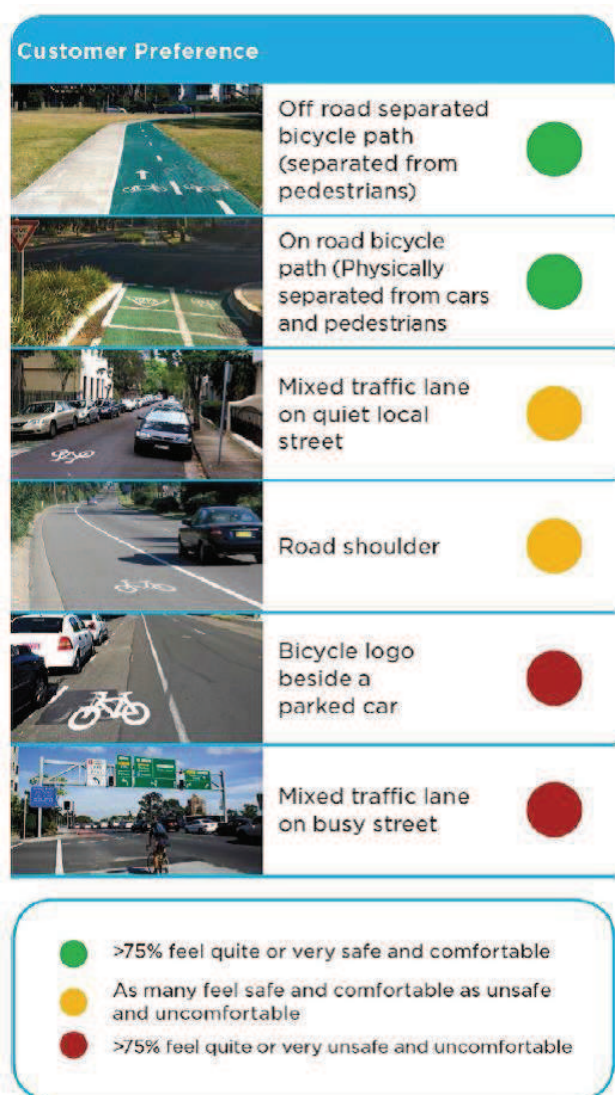 Customer Preference
Off road separated
bicycle path
(separated from
pedestrians)
On road bicycle
path (Physically
separated from cars
and pedestrians
Mixed traffic lane
on quiet local
street
Road shoulder
Bicycle logo
beside a
parked car
Mixed traffic lane
on busy street
>75% feel quite or very safe and comfortable
As many feel safe and comfortable as unsafe
and uncomfortable
>75% feel quite or very unsafe and uncomfortable